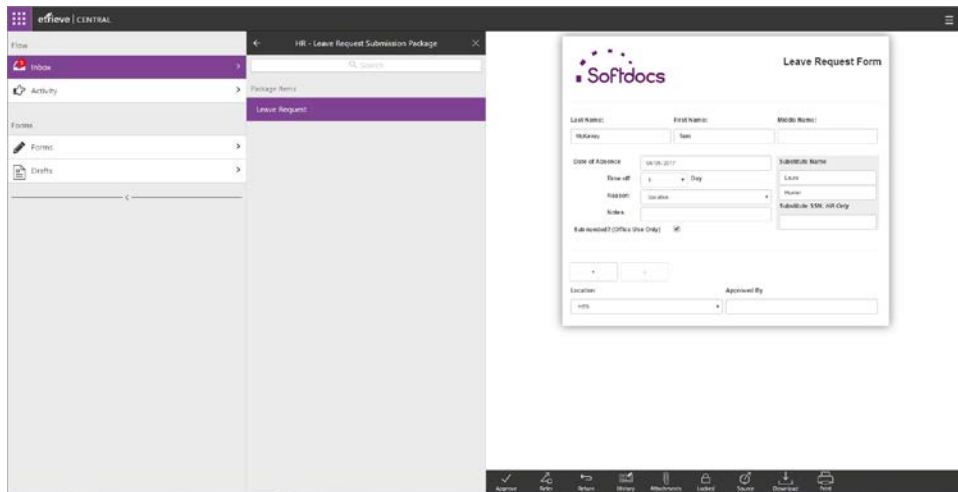 etrieve | CENTRAL
Flow
Inbox
Activity
Forms
Forms
Drafts
HR - Leave Request Submission Package
Search
Package Items
Leave Request
Softdocs
Leave Request Form
Last Name: First Name: Middle Name:
McKenny Sam
Date of Absence
Time off Day
Reason Vacation
Notes
Sub needed? (Office Use Only)
Substitute Name
Laura
Substitute SSN: HR Only
Location Approved By
Approve Refer Return History Attachments Locked Source Download Print